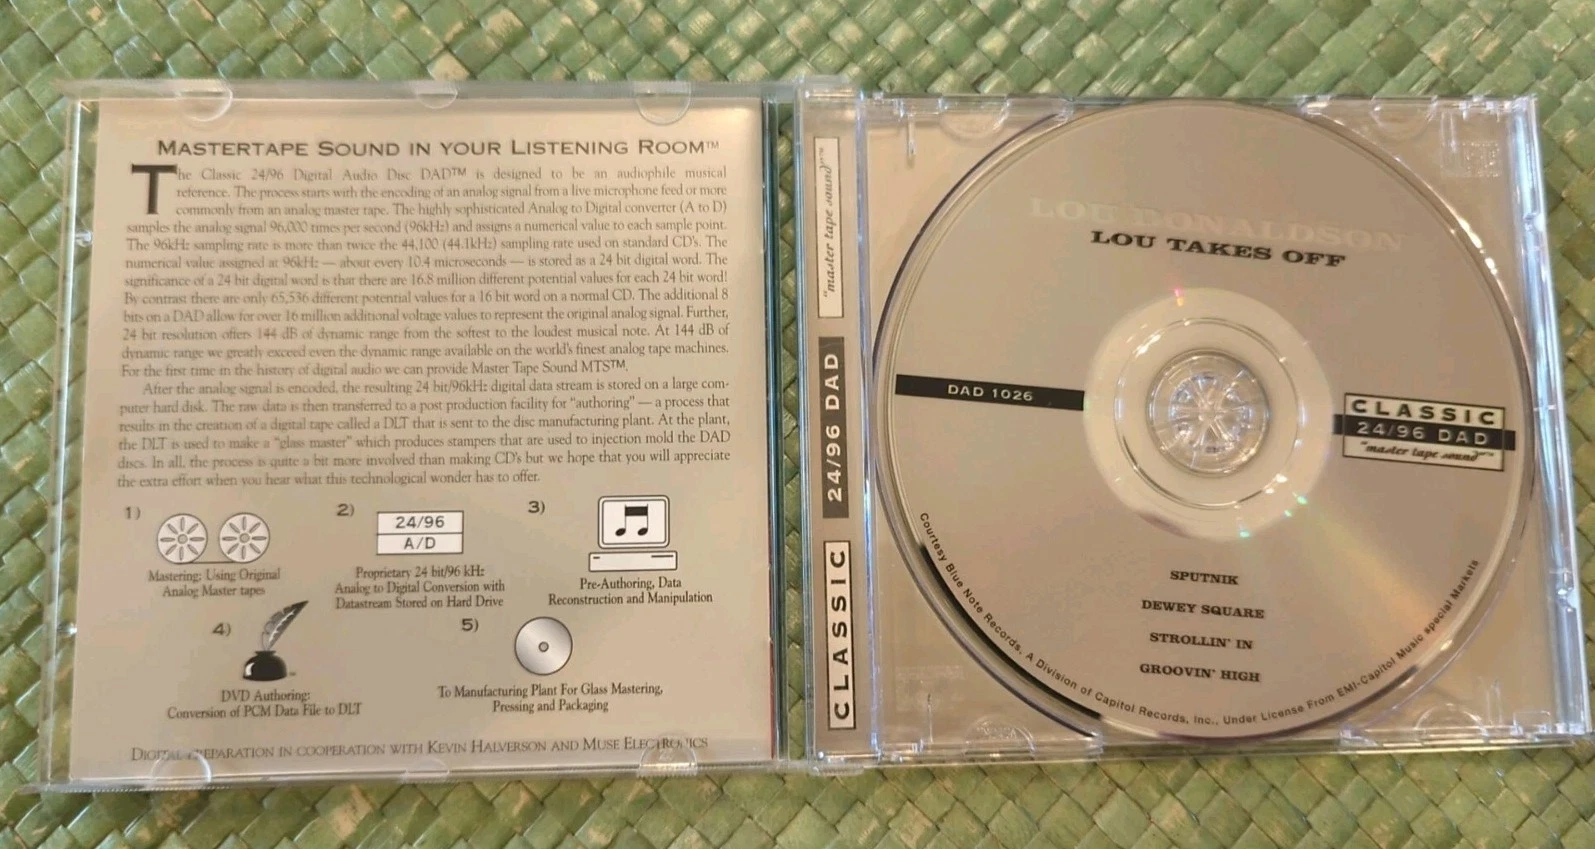 MASTERTAPE SOUND IN YOUR LISTENING ROOM™
The Classic 24/96 Digital Audio Disc DAD™ is designed to be an audiophile musical
reference. The process starts with the encoding of an analog signal from a live microphone feed or more
commonly from an analog master tape. The highly sophisticated Analog to Digital converter (A to D)
samples the analog signal 96,000 times per second (96kHz) and assigns a numerical value to each sample point.
The 96kHz sampling rate is more than twice the 44,100 (44.1kHz) sampling rate used on standard CD's. The
numerical value assigned at 96kHz — about every 10.4 microseconds — is stored as a 24 bit digital word. The
significance of a 24 bit digital word is that there are 16.8 million different potential values for each 24 bit word!
By contrast there are only 65,536 different potential values for a 16 bit word on a normal CD. The additional 8
bits on a DAD allow for over 16 million additional voltage values to represent the original analog signal. Further,
24 bit resolution offers 144 dB of dynamic range from the softest to the loudest musical note. At 144 dB of
dynamic range we greatly exceed even the dynamic range available on the world's finest analog tape machines.
For the first time in the history of digital audio we can provide Master Tape Sound MTS™.
After the analog signal is encoded, the resulting 24 bit/96kHz digital data stream is stored on a large com-
puter hard disk. The raw data is then transferred to a post production facility for "authoring" — a process that
results in the creation of a digital tape called a DLT that is sent to the disc manufacturing plant. At the plant,
the DLT is used to make a "glass master" which produces stampers that are used to injection mold the DAD
discs. In all, the process is quite a bit more involved than making CD's but we hope that you will appreciate
the extra effort when you hear what this technological wonder has to offer.
1)
Mastering: Using Original
Analog Master tapes
2)
24/96
A/D
Proprietary 24 bit/96 kHz
Analog to Digital Conversion with
Datastream Stored on Hard Drive
3)
Pre-Authoring, Data
Reconstruction and Manipulation
4)
DVD Authoring:
Conversion of PCM Data File to DLT
5)
To Manufacturing Plant For Glass Mastering,
Pressing and Packaging
DIGITAL PREPARATION IN COOPERATION WITH KEVIN HALVERSON AND MUSE ELECTRONICS
CLASSIC 24/96 DAD "master tape sound"™
LOU DONALDSON
LOU TAKES OFF
DAD 1026
CLASSIC
24/96 DAD
"master tape sound"™
SPUTNIK
DEWEY SQUARE
STROLLIN' IN
GROOVIN' HIGH
Courtesy Blue Note Records, A Division of Capitol Records, Inc., Under License From EMI-Capitol Music special Markets